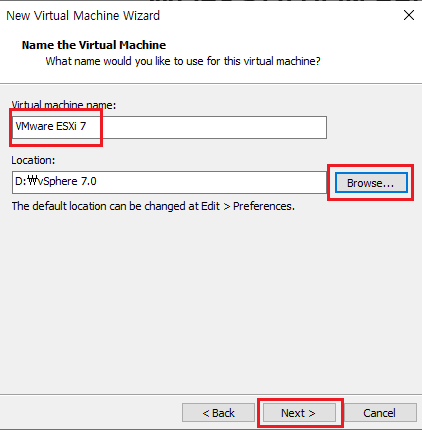 New Virtual Machine Wizard
Name the Virtual Machine
What name would you like to use for this virtual machine?
Virtual machine name:
VMware ESXi 7
Location:
D:₩vSphere 7.0
Browse...
The default location can be changed at Edit > Preferences.
< Back
Next >
Cancel